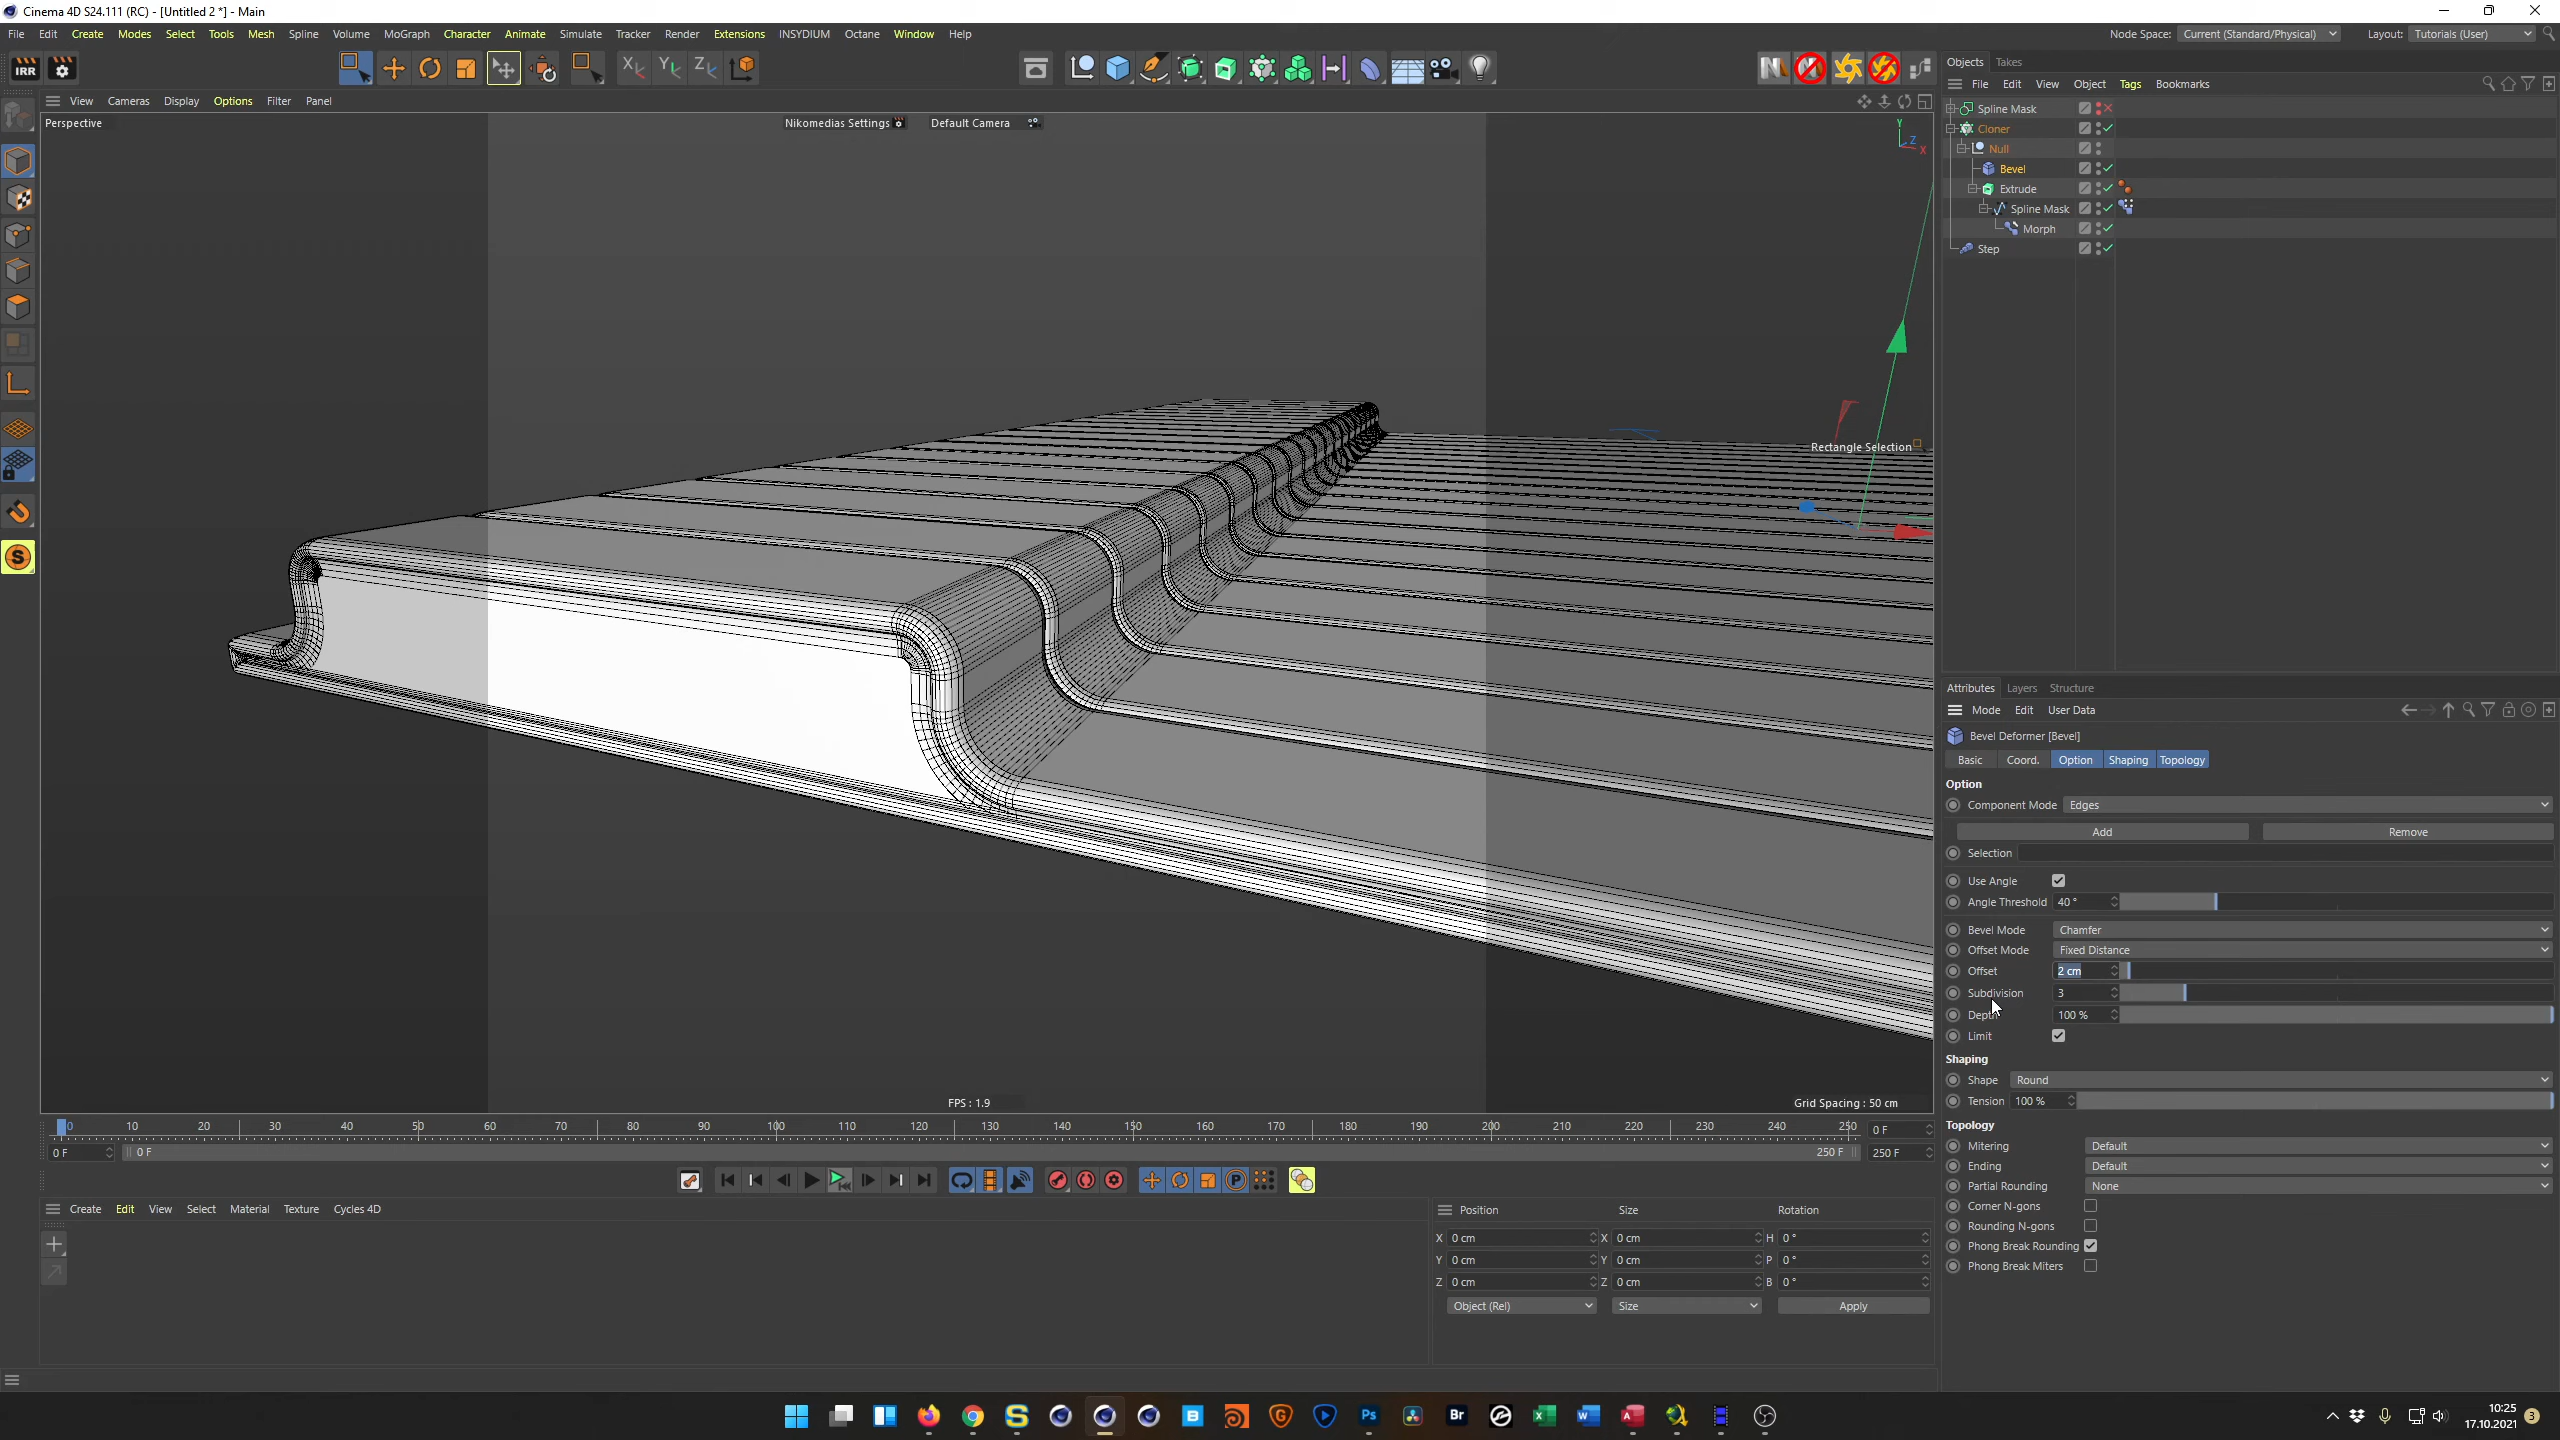 Cinema 4D S24.111 (RC) - [Untitled 2 *] - Main
File Edit Create Modes Select Tools Mesh Spline Volume MoGraph Character Animate Simulate Tracker Render Extensions INSYDIUM Octane Window Help
Node Space: Current (Standard/Physical) Layout: Tutorials (User)
IRR
Objects Takes
File Edit View Object Tags Bookmarks
View Cameras Display Options Filter Panel
Perspective
Nikomedias Settings
Default Camera
Y Z X
Spline Mask
Cloner
Null
Bevel
Extrude
Spline Mask
Morph
Step
Rectangle Selection
Attributes Layers Structure
Mode Edit User Data
Bevel Deformer [Bevel]
Basic Coord. Option Shaping Topology
Option
Component Mode Edges
Add Remove
Selection
Use Angle
Angle Threshold 40 °
Bevel Mode Chamfer
Offset Mode Fixed Distance
Offset 2 cm
Subdivision 3
Depth 100 %
Limit
Shaping
Shape Round
Tension 100 %
Topology
Mitering Default
Ending Default
Partial Rounding None
Corner N-gons
Rounding N-gons
Phong Break Rounding
Phong Break Miters
FPS : 1.9
Grid Spacing : 50 cm
0 10 20 30 40 50 60 70 80 90 100 110 120 130 140 150 160 170 180 190 200 210 220 230 240 250 0 F
0 F 0 F 250 F 250 F
Create Edit View Select Material Texture Cycles 4D
Position Size Rotation
X 0 cm X 0 cm H 0 °
Y 0 cm Y 0 cm P 0 °
Z 0 cm Z 0 cm B 0 °
Object (Rel) Size Apply
Ps
Br
10:25
17.10.2021
3